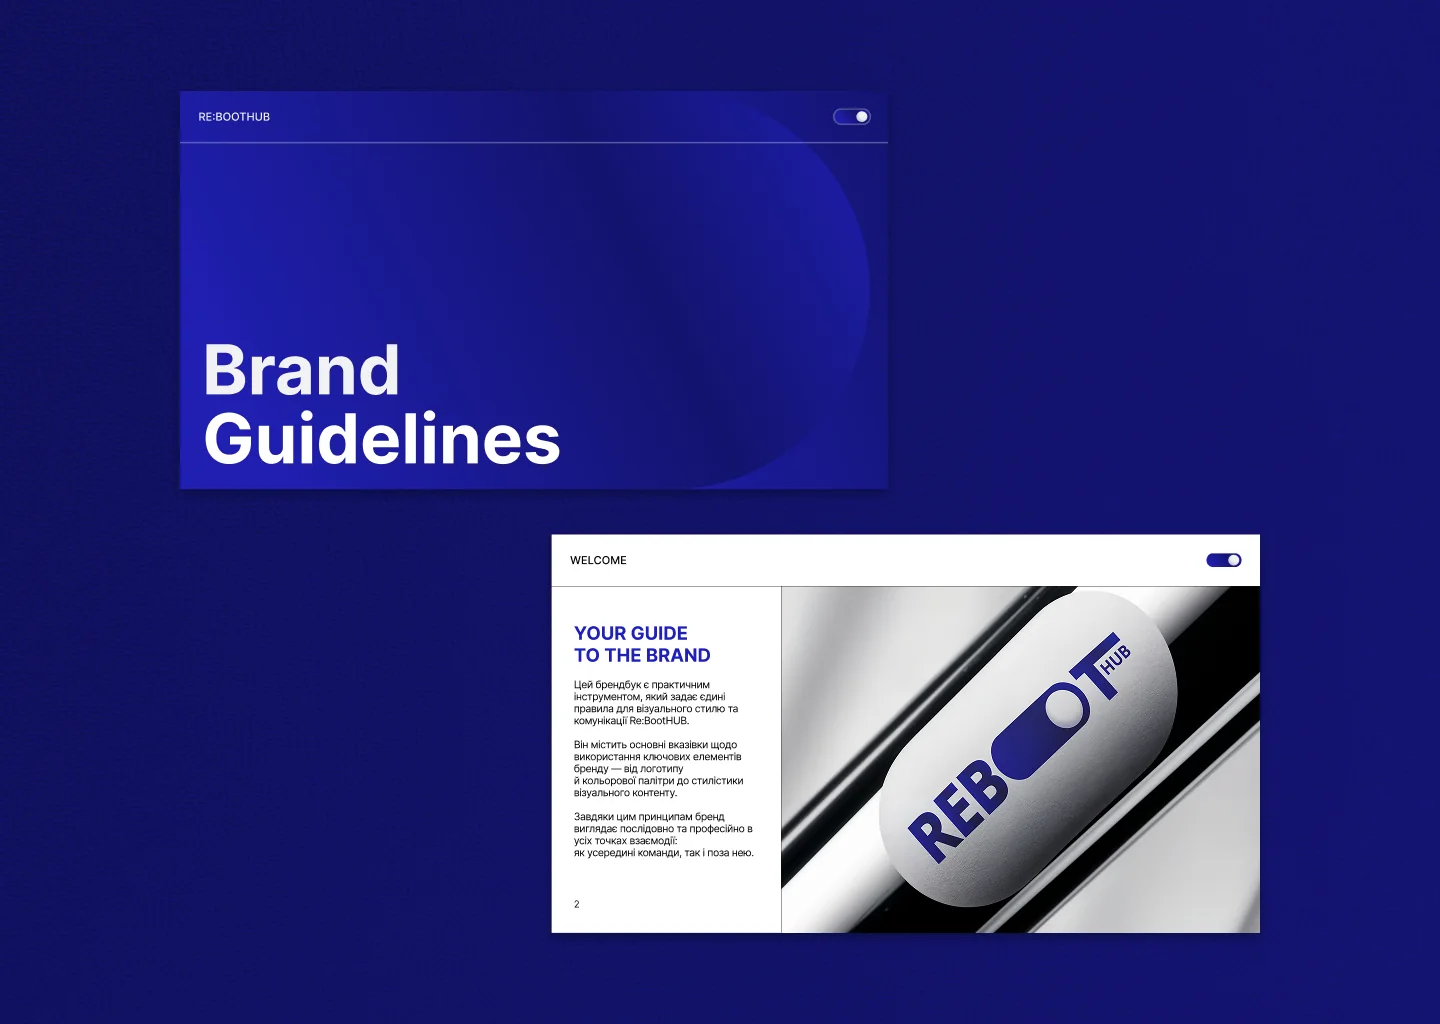 RE:BOOTHUB
Brand
Guidelines
WELCOME
YOUR GUIDE
TO THE BRAND
Цей брендбук є практичним
інструментом, який задає єдині
правила для візуального стилю та
комунікації Re:BootHUB.
Він містить основні вказівки щодо
використання ключових елементів
бренду — від логотипу
й кольорової палітри до стилістики
візуального контенту.
Завдяки цим принципам бренд
виглядає послідовно та професійно в
усіх точках взаємодії:
як усередині команди, так і поза нею.
2
REBOOT HUB